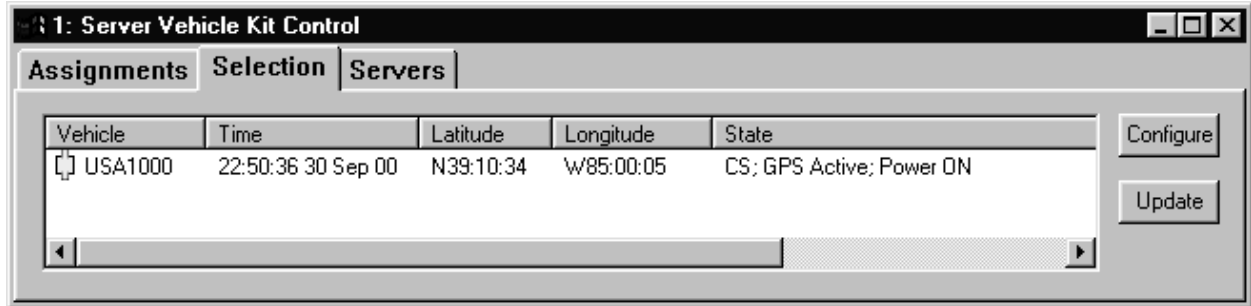 1: Server Vehicle Kit Control
Assignments Selection Servers
Vehicle Time Latitude Longitude State Configure
USA1000 22:50:36 30 Sep 00 N39:10:34 W85:00:05 CS; GPS Active; Power ON
Update